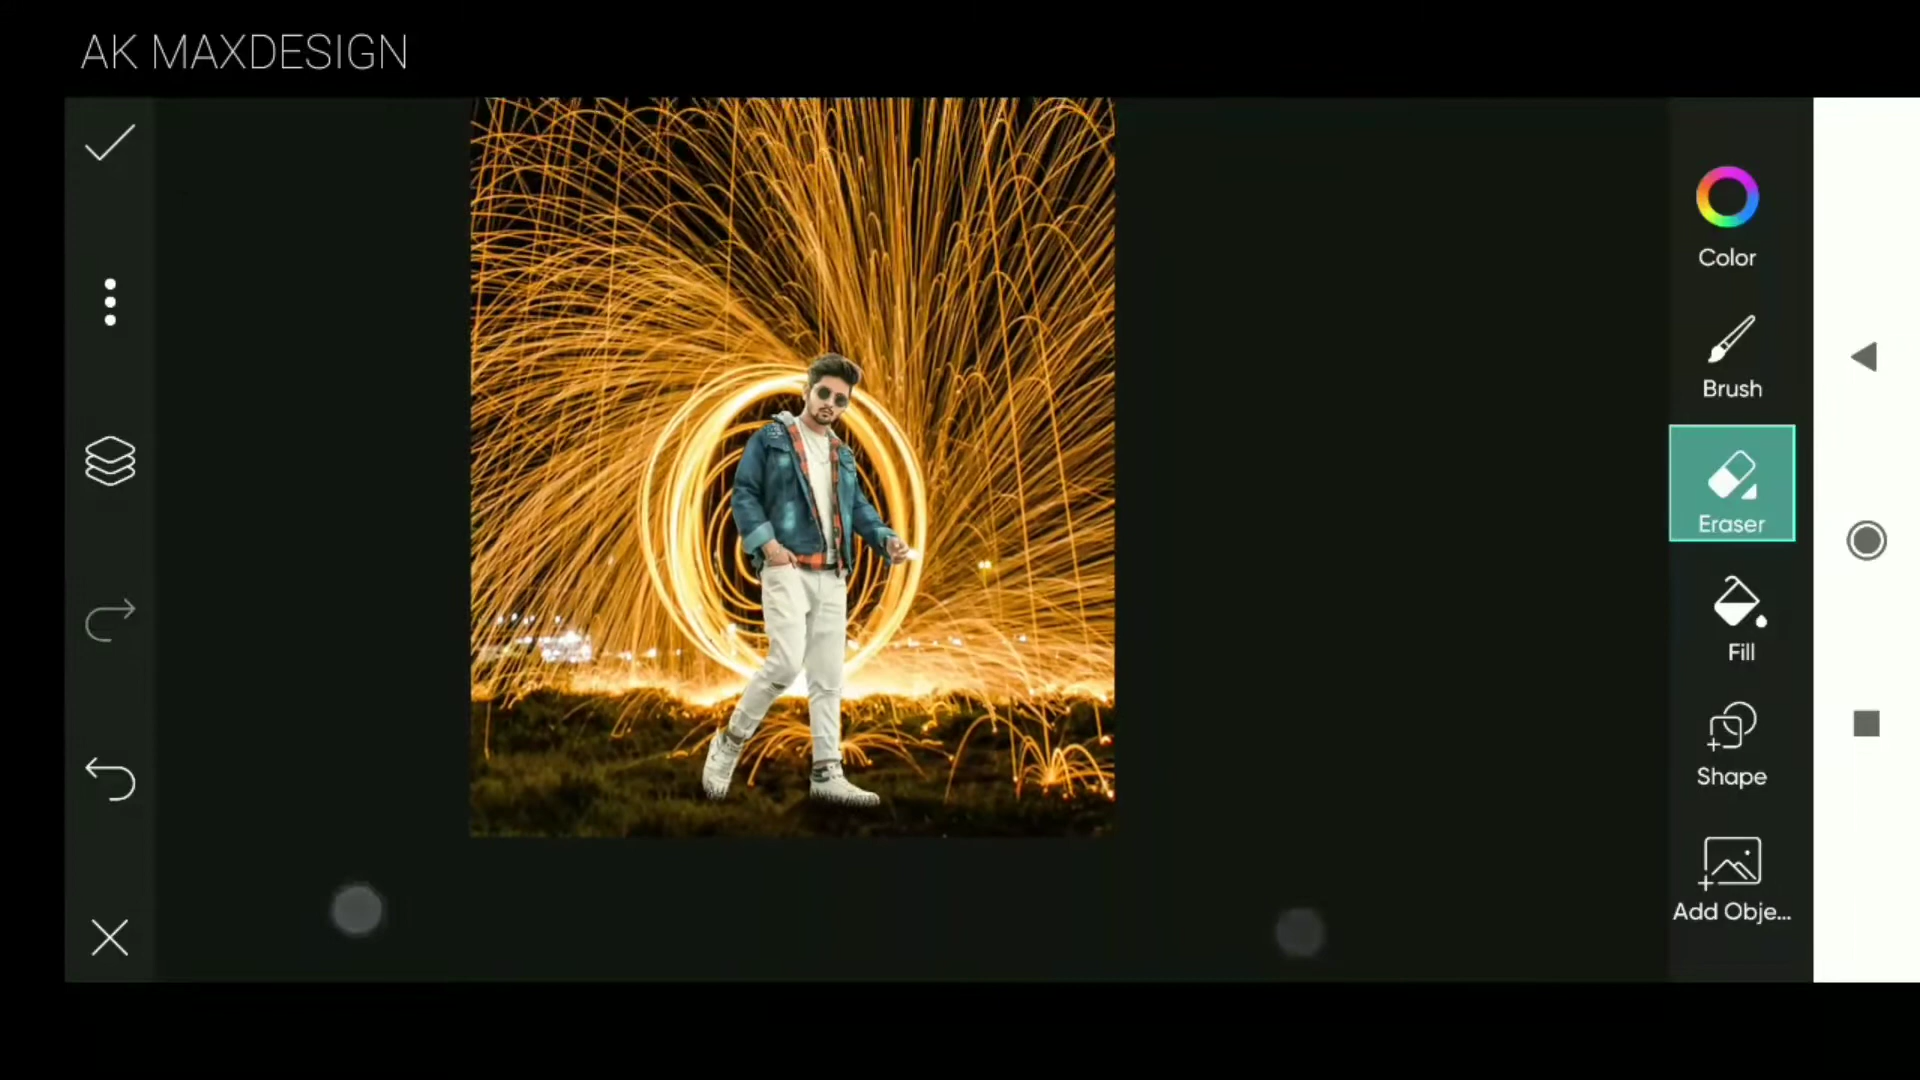 AK MAXDESIGN
Color
Brush
Eraser
Fill
Shape
Add Obje...